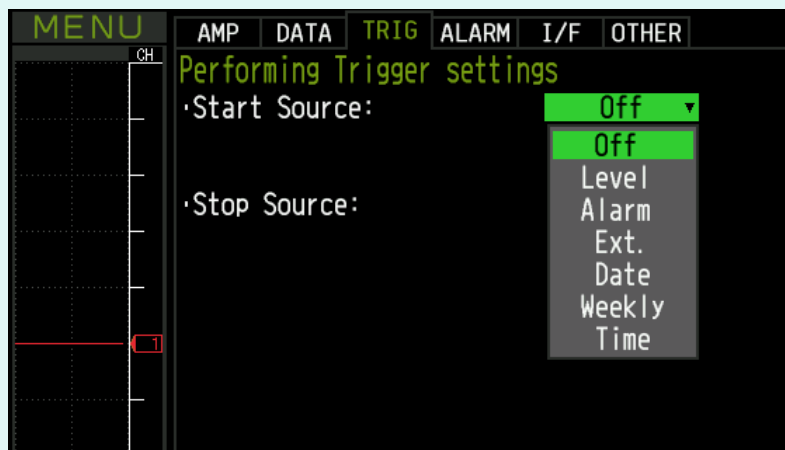 MENU
AMP DATA TRIG ALARM I/F OTHER
CH
Performing Trigger settings
·Start Source: Off ▼
Off
Level
·Stop Source:
Alarm
Ext.
Date
Weekly
Time
1